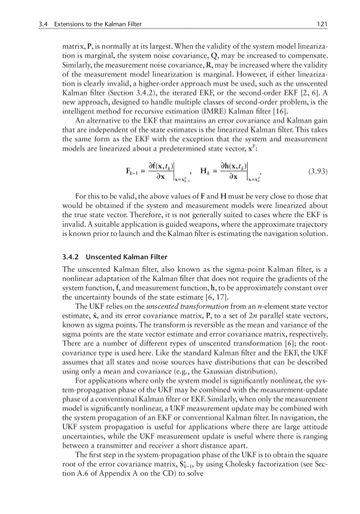 3.4 Extensions to the Kalman Filter 121
matrix, P, is normally at its largest. When the validity of the system model lineariza-
tion is marginal, the system noise covariance, Q, may be increased to compensate.
Similarly, the measurement noise covariance, R, may be increased where the validity
of the measurement model linearization is marginal. However, if either lineariza-
tion is clearly invalid, a higher-order approach must be used, such as the unscented
Kalman filter (Section 3.4.2), the iterated EKF, or the second-order EKF [2, 6]. A
new approach, designed to handle multiple classes of second-order problem, is the
intelligent method for recursive estimation (IMRE) Kalman filter [16].
An alternative to the EKF that maintains an error covariance and Kalman gain
that are independent of the state estimates is the linearized Kalman filter. This takes
the same form as the EKF with the exception that the system and measurement
models are linearized about a predetermined state vector, x^P:
F_{k-1} = ∂f(x,t_k)/∂x |_{x=x^P_{k-1}}, H_k = ∂h(x,t_k)/∂x |_{x=x^P_k}. (3.93)
For this to be valid, the above values of F and H must be very close to those that
would be obtained if the system and measurement models were linearized about
the true state vector. Therefore, it is not generally suited to cases where the EKF is
invalid. A suitable application is guided weapons, where the approximate trajectory
is known prior to launch and the Kalman filter is estimating the navigation solution.
3.4.2 Unscented Kalman Filter
The unscented Kalman filter, also known as the sigma-point Kalman filter, is a
nonlinear adaptation of the Kalman filter that does not require the gradients of the
system function, f, and measurement function, h, to be approximately constant over
the uncertainty bounds of the state estimate [6, 17].
The UKF relies on the unscented transformation from an n-element state vector
estimate, x̂, and its error covariance matrix, P, to a set of 2n parallel state vectors,
known as sigma points. The transform is reversible as the mean and variance of the
sigma points are the state vector estimate and error covariance matrix, respectively.
There are a number of different types of unscented transformation [6]; the root-
covariance type is used here. Like the standard Kalman filter and the EKF, the UKF
assumes that all states and noise sources have distributions that can be described
using only a mean and covariance (e.g., the Gaussian distribution).
For applications where only the system model is significantly nonlinear, the sys-
tem-propagation phase of the UKF may be combined with the measurement-update
phase of a conventional Kalman filter or EKF. Similarly, when only the measurement
model is significantly nonlinear, a UKF measurement update may be combined with
the system propagation of an EKF or conventional Kalman filter. In navigation, the
UKF system propagation is useful for applications where there are large attitude
uncertainties, while the UKF measurement update is useful where there is ranging
between a transmitter and receiver a short distance apart.
The first step in the system-propagation phase of the UKF is to obtain the square
root of the error covariance matrix, S⁺_{k-1}, by using Cholesky factorization (see Sec-
tion A.6 of Appendix A on the CD) to solve